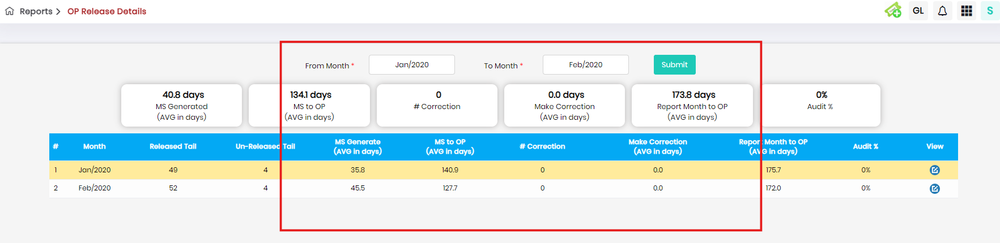 Reports > OP Release Details
GL
S
From Month * Jan/2020 To Month * Feb/2020 Submit
40.8 days
MS Generated
(AVG in days)
134.1 days
MS to OP
(AVG in days)
0
# Correction
0.0 days
Make Correction
(AVG in days)
173.8 days
Report Month to OP
(AVG in days)
0%
Audit %
# Month Released Tail Un-Released Tail MS Generate (AVG in days) MS to OP (AVG in days) # Correction Make Correction (AVG in days) Report Month to OP (AVG in days) Audit % View
1 Jan/2020 49 4 35.8 140.9 0 0.0 175.7 0%
2 Feb/2020 52 4 45.5 127.7 0 0.0 172.0 0%